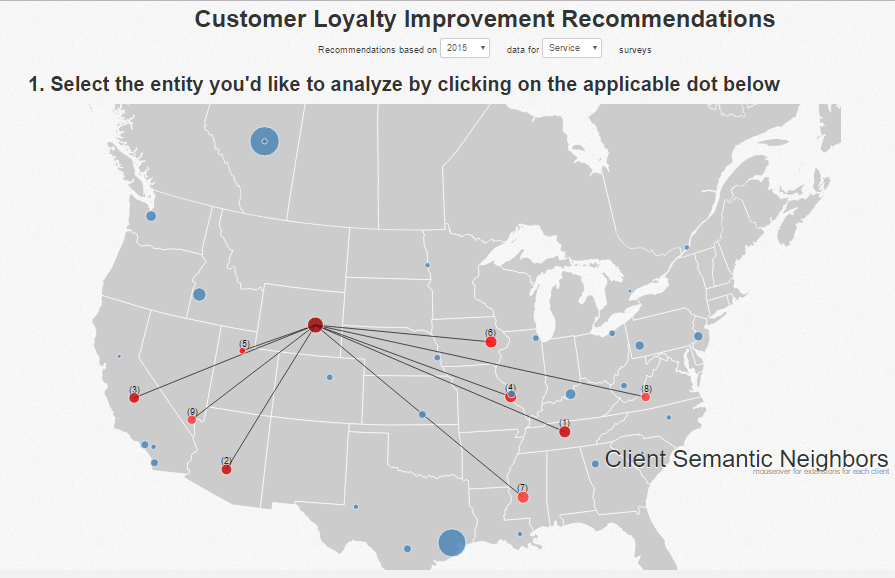 Customer Loyalty Improvement Recommendations
Recommendations based on 2015 data for Service surveys
1. Select the entity you'd like to analyze by clicking on the applicable dot below
(6)
(5)
(3)
(4)
(8)
(9)
(1)
(2)
Client Semantic Neighbors
mouseover for extensions for each client
(7)